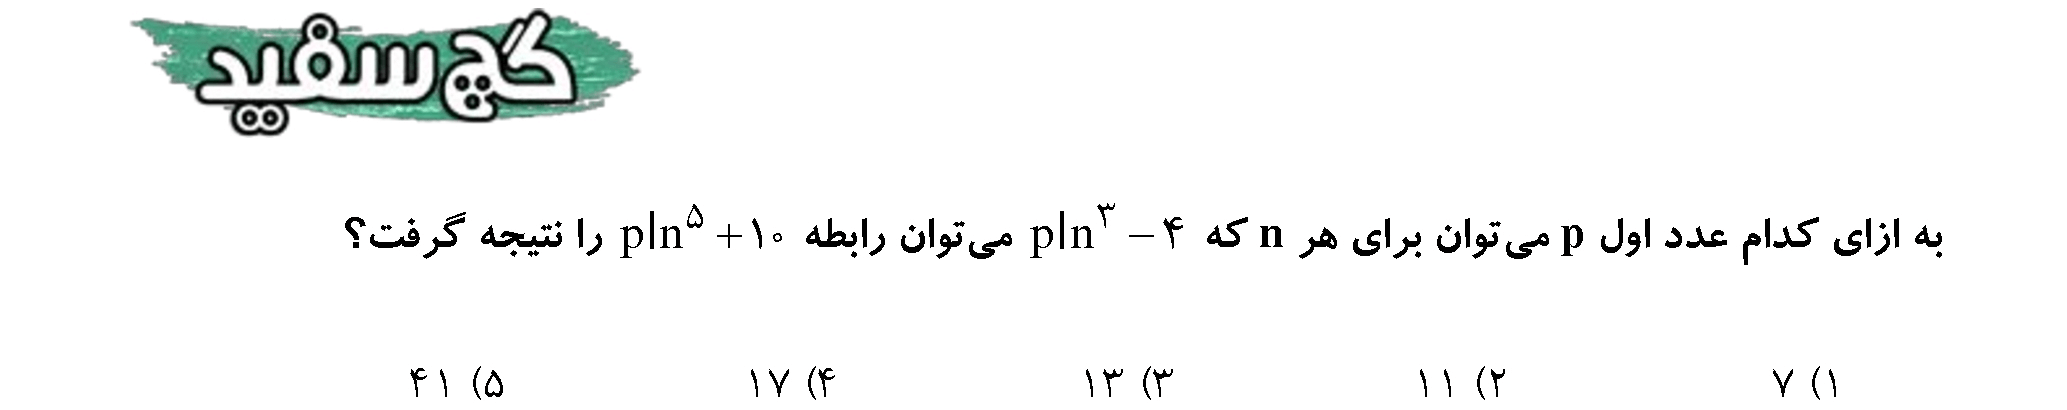 گچ سفید
به ازای کدام عدد اول p می‌توان برای هر n که p|n^۳ − ۴ می‌توان رابطه p|n^۵ + ۱۰ را نتیجه گرفت؟
۱) ۷ ۲) ۱۱ ۳) ۱۳ ۴) ۱۷ ۵) ۴۱